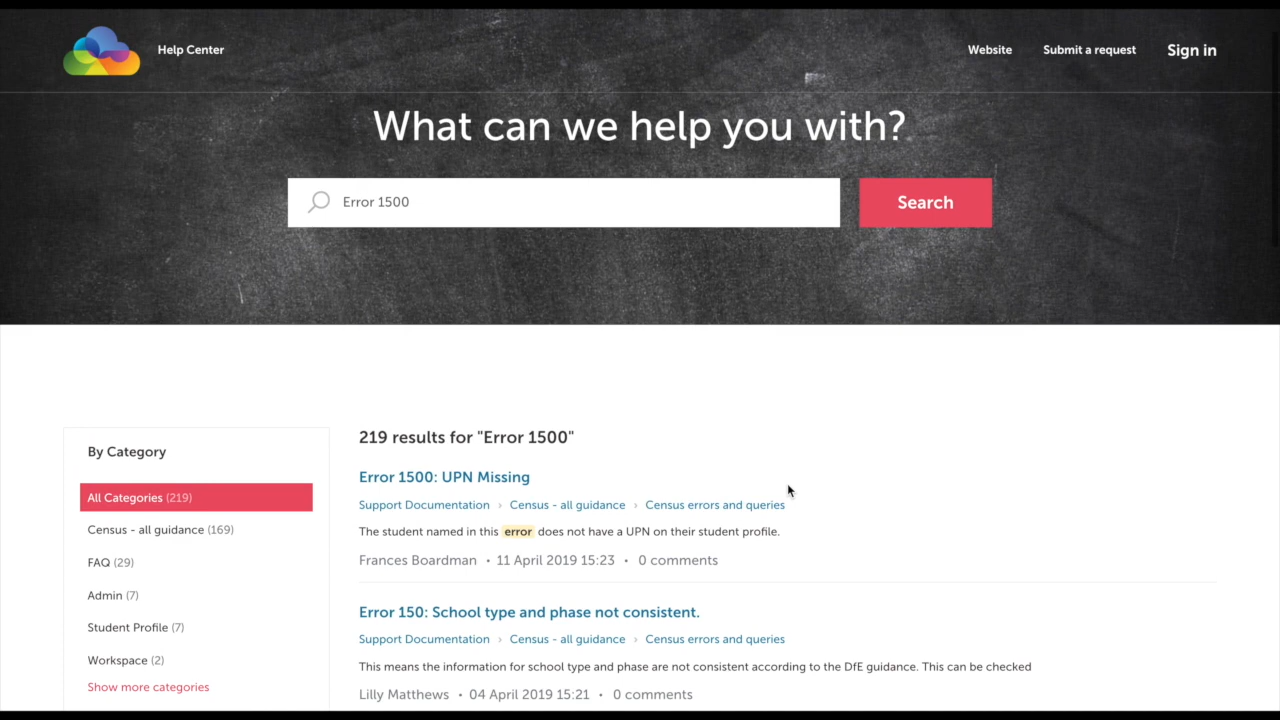 Help Center
Website
Submit a request
Sign in
What can we help you with?
Error 1500
Search
By Category
All Categories (219)
Census - all guidance (169)
FAQ (29)
Admin (7)
Student Profile (7)
Workspace (2)
Show more categories
219 results for "Error 1500"
Error 1500: UPN Missing
Support Documentation › Census - all guidance › Census errors and queries
The student named in this error does not have a UPN on their student profile.
Frances Boardman • 11 April 2019 15:23 • 0 comments
Error 150: School type and phase not consistent.
Support Documentation › Census - all guidance › Census errors and queries
This means the information for school type and phase are not consistent according to the DfE guidance. This can be checked
Lilly Matthews • 04 April 2019 15:21 • 0 comments